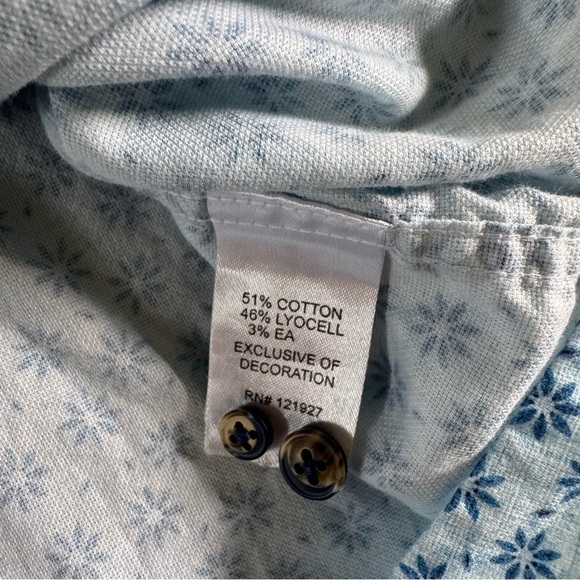 51% COTTON
46% LYOCELL
3% EA
EXCLUSIVE OF
DECORATION
RN# 121927